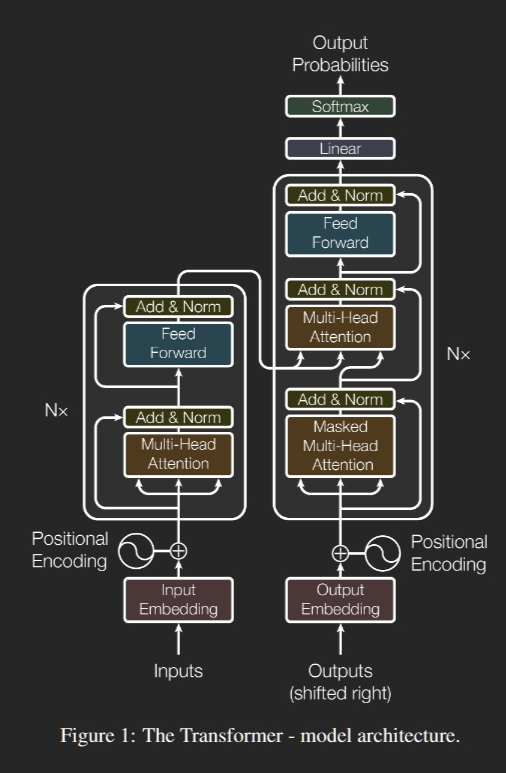 Output
Probabilities
Softmax
Linear
Add & Norm
Feed
Forward
Add & Norm
Multi-Head
Attention
Add & Norm
Masked
Multi-Head
Attention
Nx
Add & Norm
Feed
Forward
Add & Norm
Multi-Head
Attention
Nx
Positional
Encoding
Positional
Encoding
Input
Embedding
Output
Embedding
Inputs
Outputs
(shifted right)
Figure 1: The Transformer - model architecture.